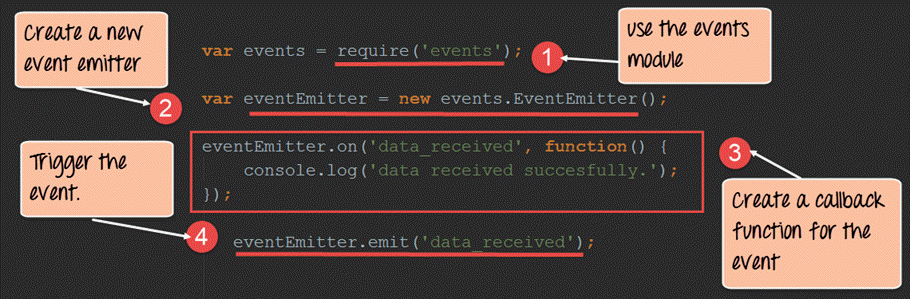 Create a new
event emitter
var events = require('events');
1
use the events
module
2
var eventEmitter = new events.EventEmitter();
eventEmitter.on('data_received', function() {
console.log('data received succesfully.');
});
3
Trigger the
event.
Create a callback
function for the
event
4
eventEmitter.emit('data_received');